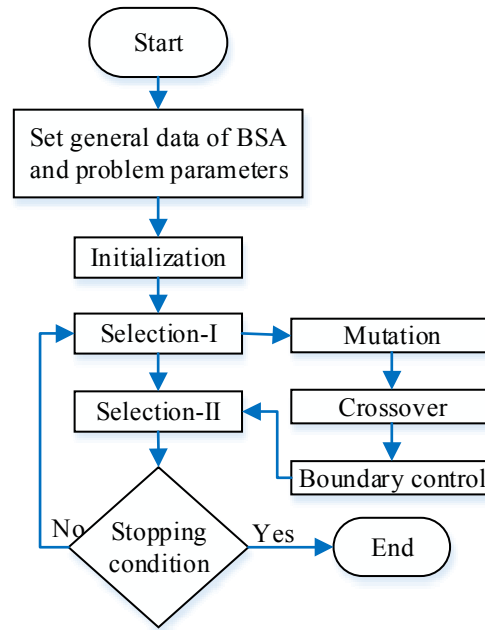 Start
Set general data of BSA
and problem parameters
Initialization
Selection-I
Mutation
Selection-II
Crossover
Boundary control
No
Stopping
condition
Yes
End